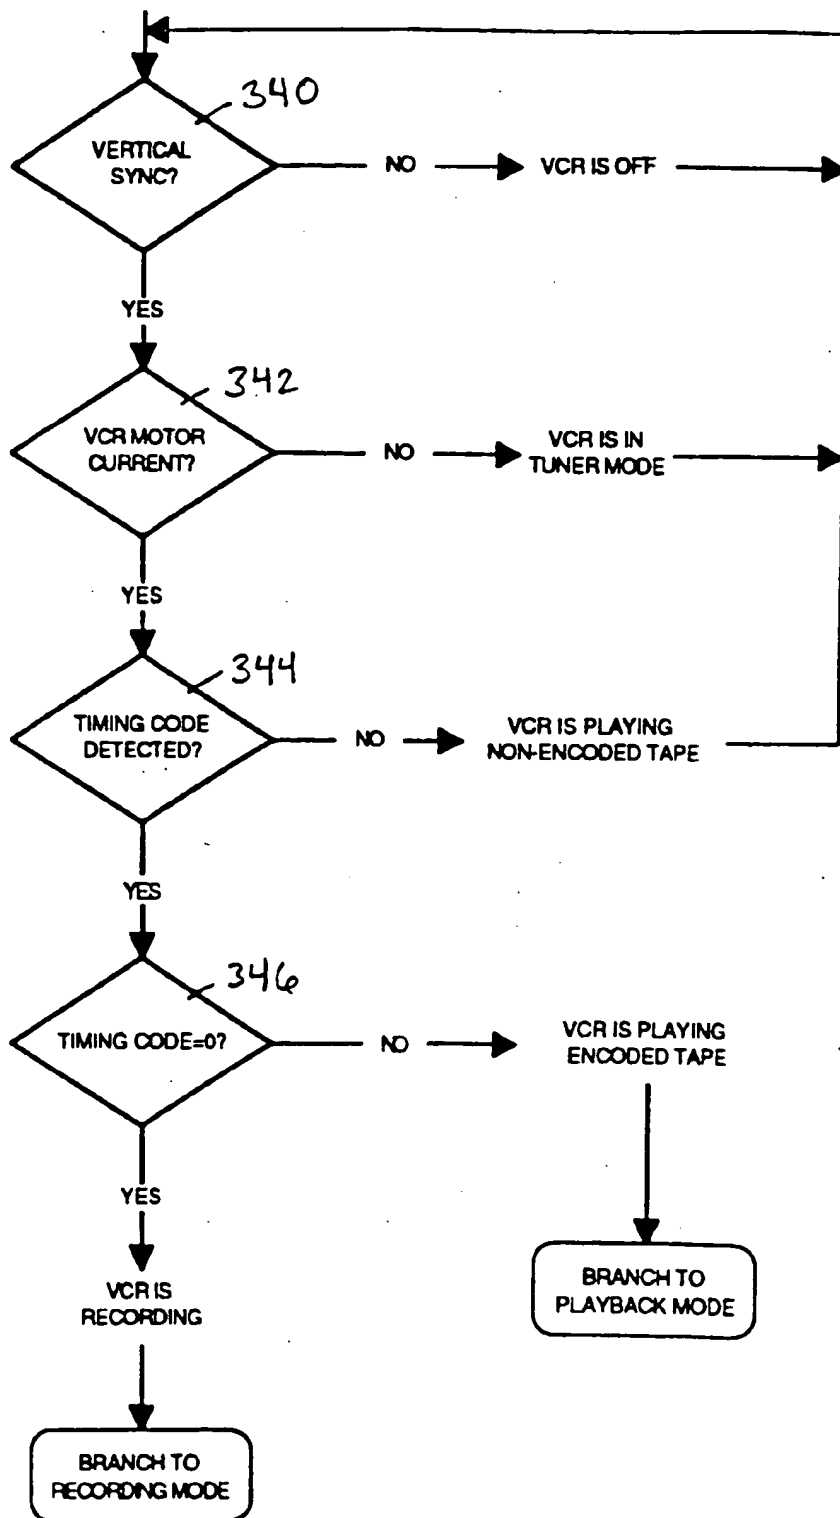 340
VERTICAL
SYNC?
NO
VCR IS OFF
YES
342
VCR MOTOR
CURRENT?
NO
VCR IS IN
TUNER MODE
YES
344
TIMING CODE
DETECTED?
NO
VCR IS PLAYING
NON-ENCODED TAPE
YES
346
TIMING CODE=0?
NO
VCR IS PLAYING
ENCODED TAPE
YES
VCR IS
RECORDING
BRANCH TO
PLAYBACK MODE
BRANCH TO
RECORDING MODE